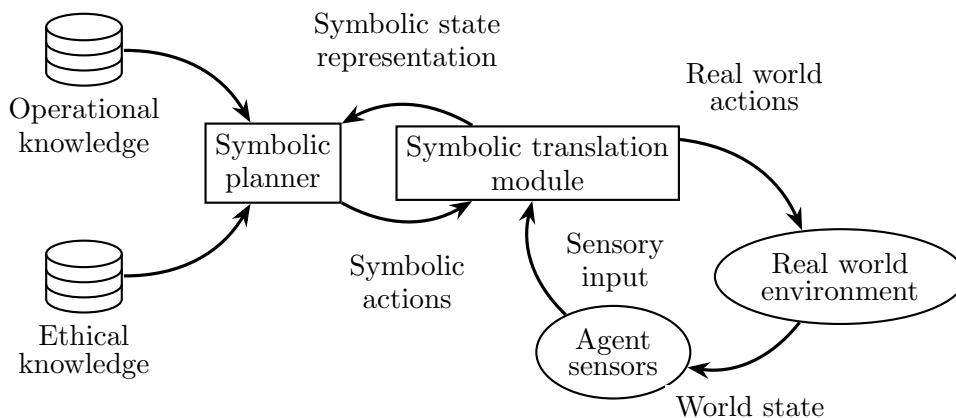 Symbolic state
representation
Operational
knowledge
Real world
actions
Symbolic
planner
Symbolic translation
module
Symbolic
actions
Sensory
input
Real world
environment
Ethical
knowledge
Agent
sensors
World state